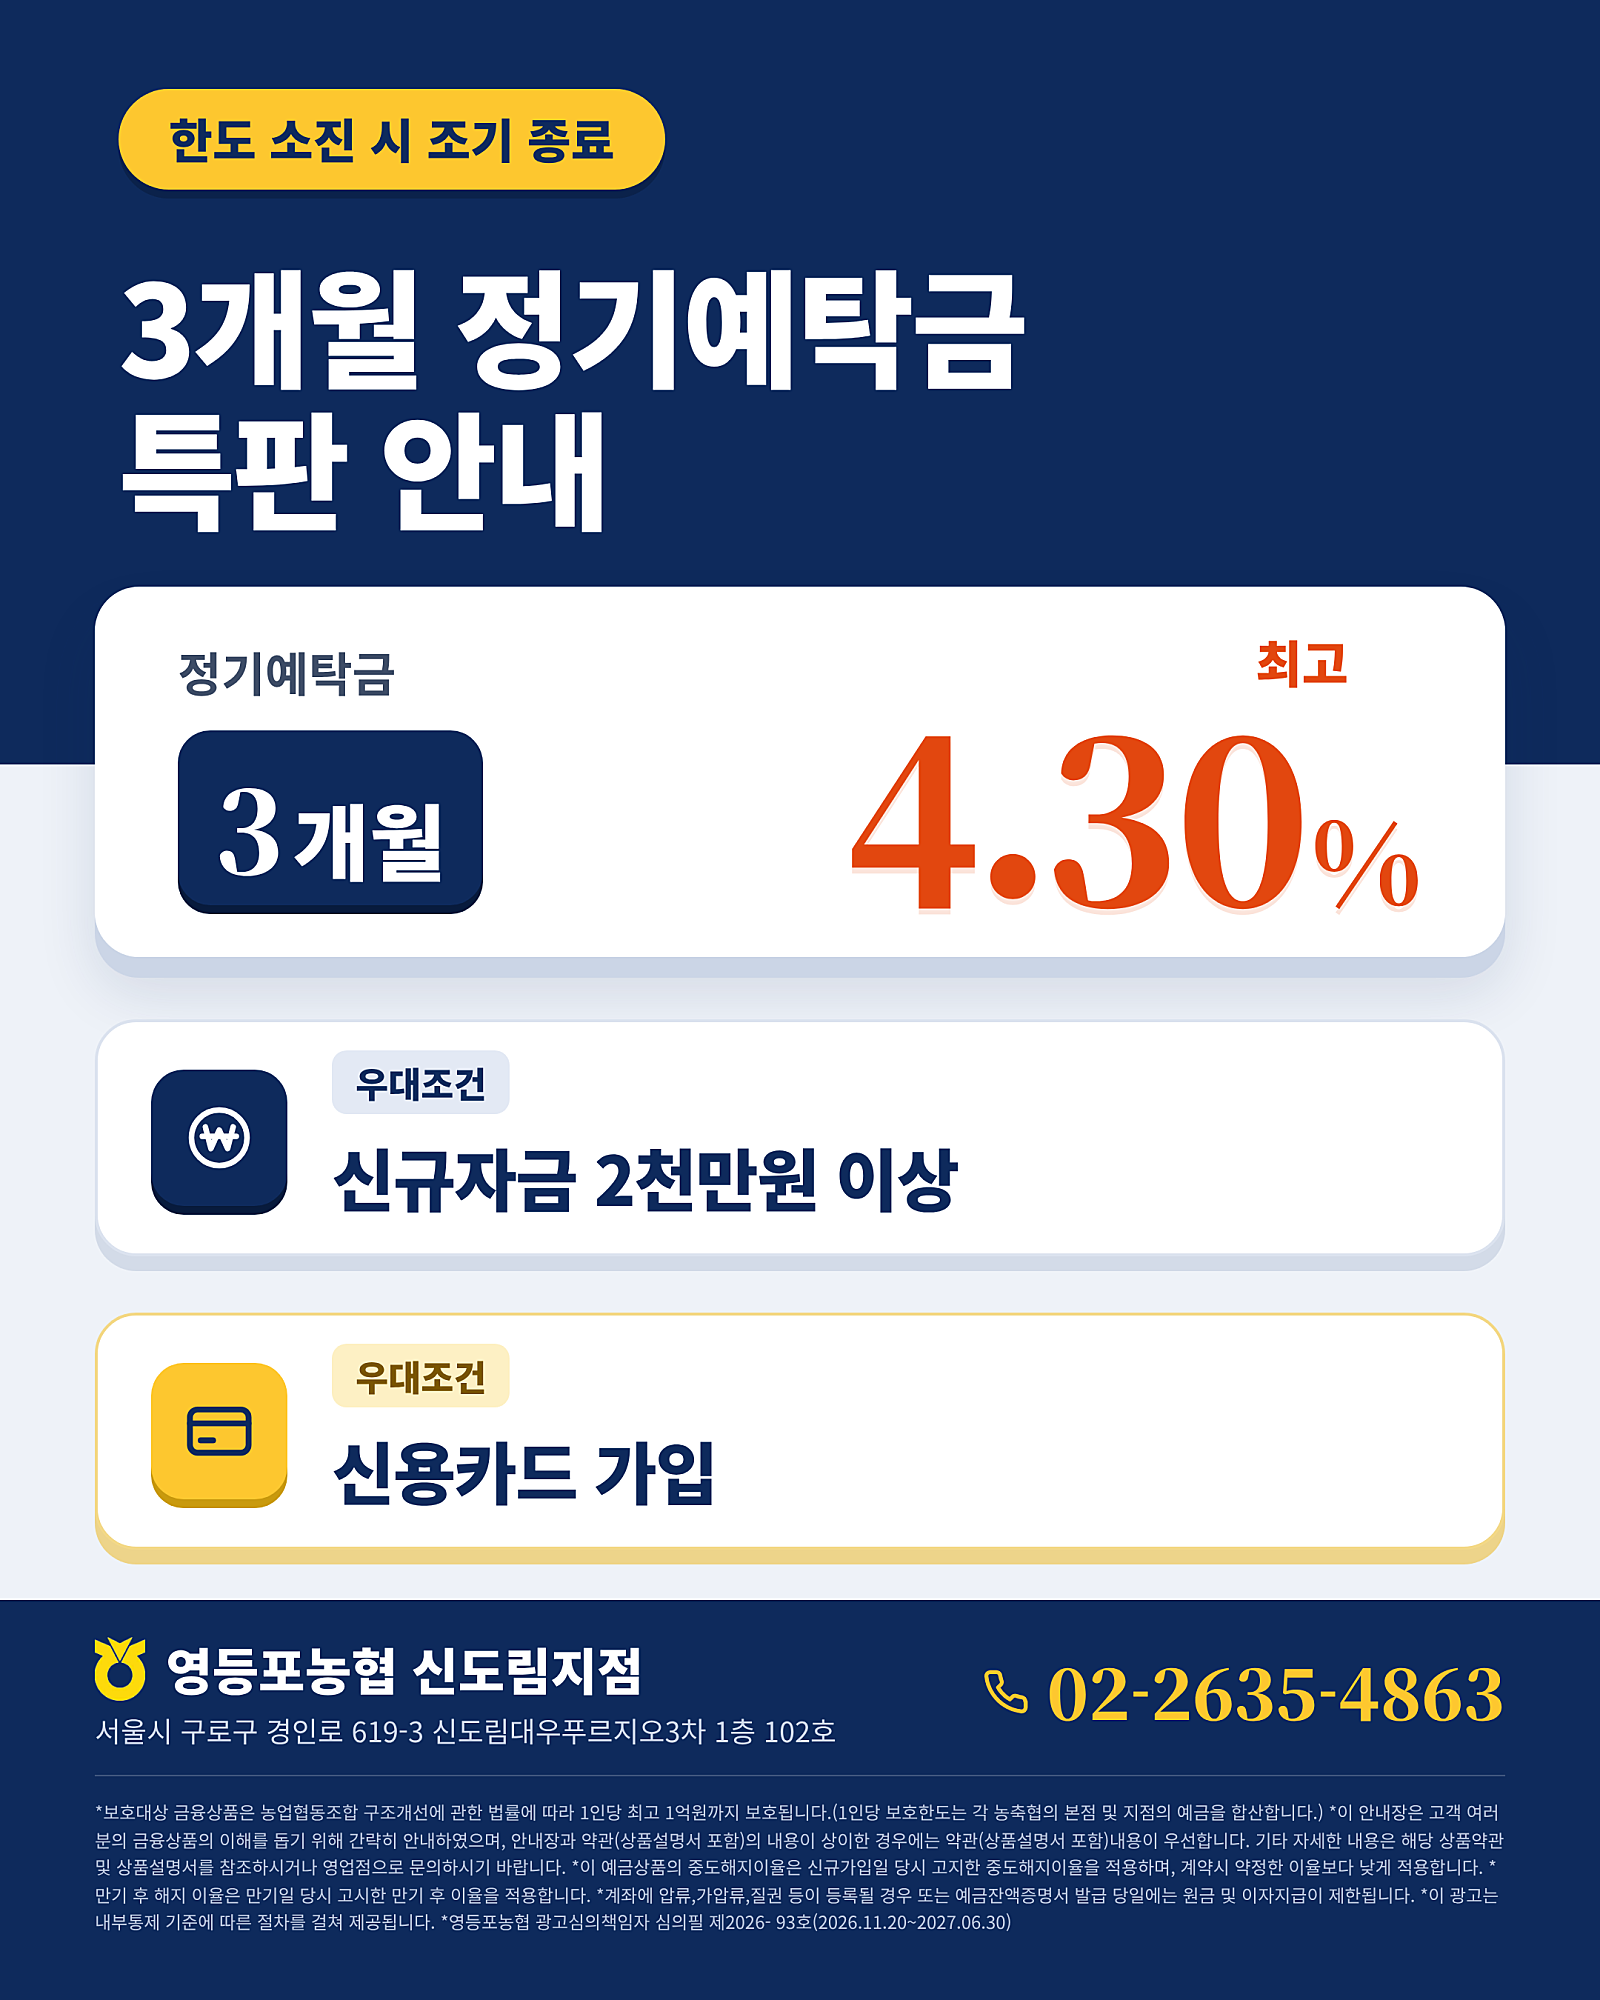 한도 소진 시 조기 종료
3개월 정기예탁금
특판 안내
정기예탁금
3개월
최고
4.30%
우대조건
신규자금 2천만원 이상
우대조건
신용카드 가입
영등포농협 신도림지점
서울시 구로구 경인로 619-3 신도림대우푸르지오3차 1층 102호
02-2635-4863
*보호대상 금융상품은 농업협동조합 구조개선에 관한 법률에 따라 1인당 최고 1억원까지 보호됩니다.(1인당 보호한도는 각 농축협의 본점 및 지점의 예금을 합산합니다.) *이 안내장은 고객 여러
분의 금융상품의 이해를 돕기 위해 간략히 안내하였으며, 안내장과 약관(상품설명서 포함)의 내용이 상이한 경우에는 약관(상품설명서 포함)내용이 우선합니다. 기타 자세한 내용은 해당 상품약관
및 상품설명서를 참조하시거나 영업점으로 문의하시기 바랍니다. *이 예금상품의 중도해지이율은 신규가입일 당시 고지한 중도해지이율을 적용하며, 계약시 약정한 이율보다 낮게 적용합니다. *
만기 후 해지 이율은 만기일 당시 고시한 만기 후 이율을 적용합니다. *계좌에 압류,가압류,질권 등이 등록될 경우 또는 예금잔액증명서 발급 당일에는 원금 및 이자지급이 제한됩니다. *이 광고는
내부통제 기준에 따른 절차를 걸쳐 제공됩니다. *영등포농협 광고심의책임자 심의필 제2026- 93호(2026.11.20~2027.06.30)